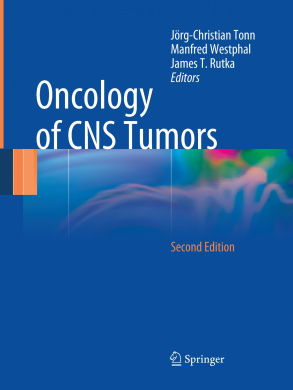 Jörg-Christian Tonn
Manfred Westphal
James T. Rutka
Editors
Oncology
of CNS Tumors
Second Edition
Springer